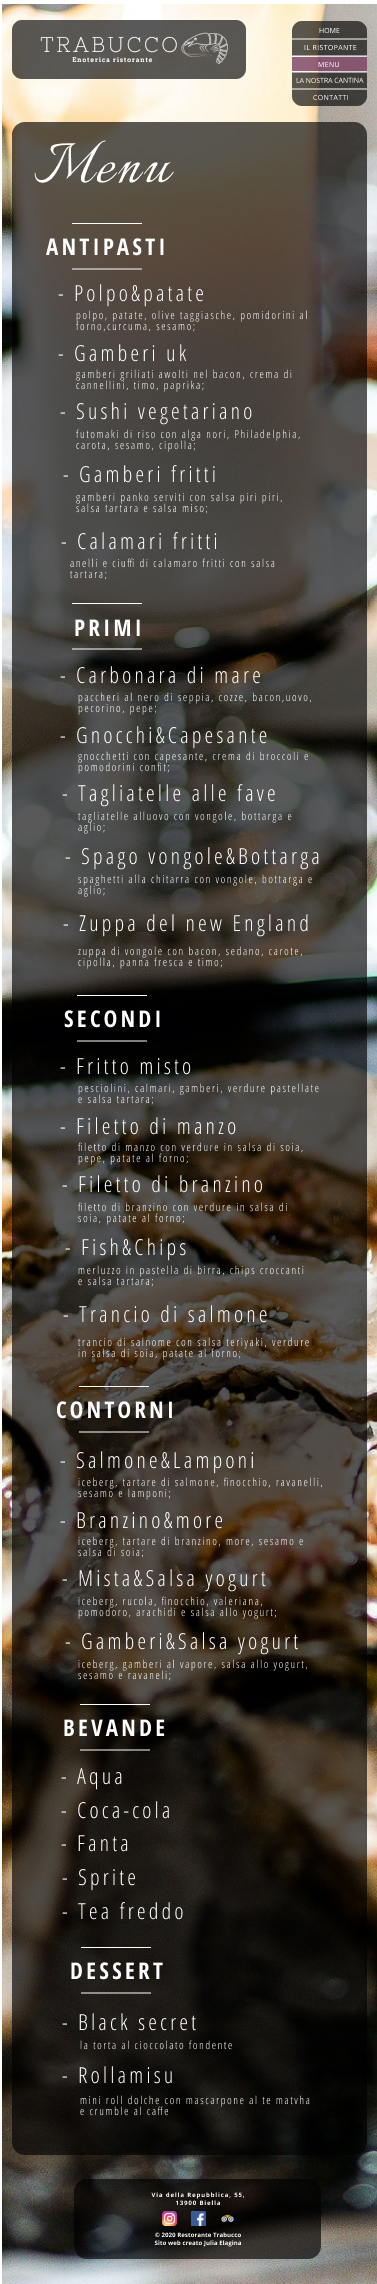 TRABUCCO
Enoterica ristorante
HOME
IL RISTOPANTE
MENU
LA NOSTRA CANTINA
CONTATTI
Menu
ANTIPASTI
- Polpo&patate
polpo, patate, olive taggiasche, pomidorini al
forno,curcuma, sesamo;
- Gamberi uk
gamberi griliati awolti nel bacon, crema di
cannellini, timo, paprika;
- Sushi vegetariano
futomaki di riso con alga nori, Philadelphia,
carota, sesamo, cipolla;
- Gamberi fritti
gamberi panko serviti con salsa piri piri,
salsa tartara e salsa miso;
- Calamari fritti
anelli e ciuffi di calamaro fritti con salsa
tartara;
PRIMI
- Carbonara di mare
paccheri al nero di seppia, cozze, bacon,uovo,
pecorino, pepe;
- Gnocchi&Capesante
gnocchetti con capesante, crema di broccoli e
pomodorini confit;
- Tagliatelle alle fave
tagliatelle alluovo con vongole, bottarga e
aglio;
- Spago vongole&Bottarga
spaghetti alla chitarra con vongole, bottarga e
aglio;
- Zuppa del new England
zuppa di vongole con bacon, sedano, carote,
cipolla, panna fresca e timo;
SECONDI
- Fritto misto
pesciolini, calmari, gamberi, verdure pastellate
e salsa tartara;
- Filetto di manzo
filetto di manzo con verdure in salsa di soia,
pepe, patate al forno;
- Filetto di branzino
filetto di branzino con verdure in salsa di
soia, patate al forno;
- Fish&Chips
merluzzo in pastella di birra, chips croccanti
e salsa tartara;
- Trancio di salmone
trancio di salnome con salsa teriyaki, verdure
in salsa di soia, patate al forno;
CONTORNI
- Salmone&Lamponi
iceberg, tartare di salmone, finocchio, ravanelli,
sesamo e lamponi;
- Branzino&more
iceberg, tartare di branzino, more, sesamo e
salsa di soia;
- Mista&Salsa yogurt
iceberg, rucola, finocchio, valeriana,
pomodoro, arachidi e salsa allo yogurt;
- Gamberi&Salsa yogurt
iceberg, gamberi al vapore, salsa allo yogurt,
sesamo e ravaneli;
BEVANDE
- Aqua
- Coca-cola
- Fanta
- Sprite
- Tea freddo
DESSERT
- Black secret
la torta al cioccolato fondente
- Rollamisu
mini roll dolche con mascarpone al te matvha
e crumble al caffe
Via della Repubblica, 55,
13900 Biella
© 2020 Restorante Trabucco
Sito web creato Julia Elagina